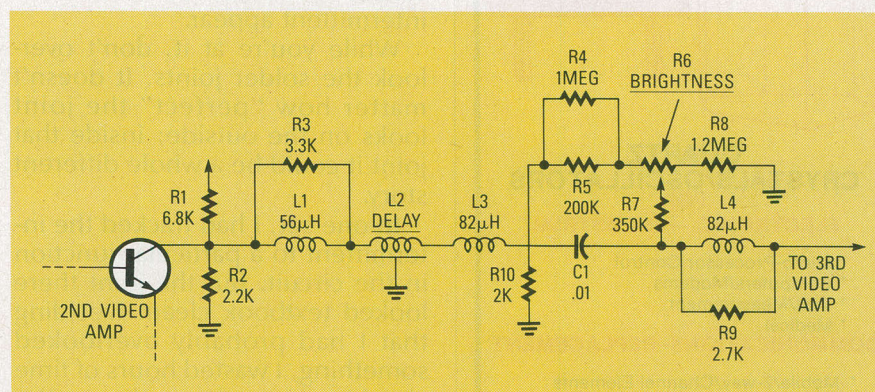 R4
1MEG
R6
BRIGHTNESS
R3
3.3K
R8
1.2MEG
R1
6.8K
L1
56µH
L2
DELAY
L3
82µH
R5
200K
R7
350K
L4
82µH
R2
2.2K
R10
2K
C1
.01
TO 3RD
VIDEO
AMP
2ND VIDEO
AMP
R9
2.7K